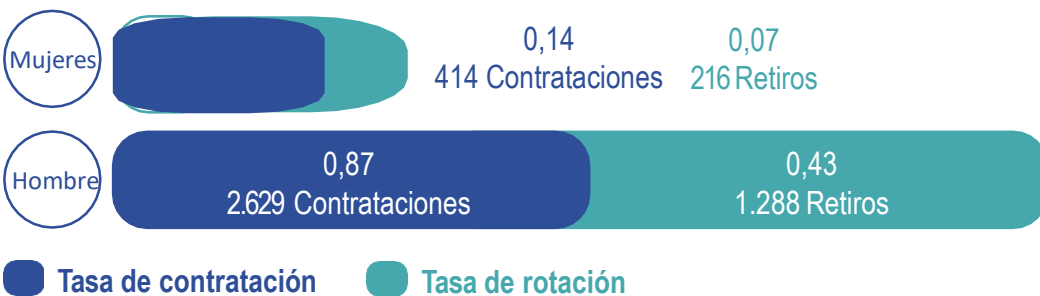 Mujeres
0,14
414 Contrataciones
0,07
216 Retiros
Hombre
0,87
2.629 Contrataciones
0,43
1.288 Retiros
Tasa de contratación
Tasa de rotación